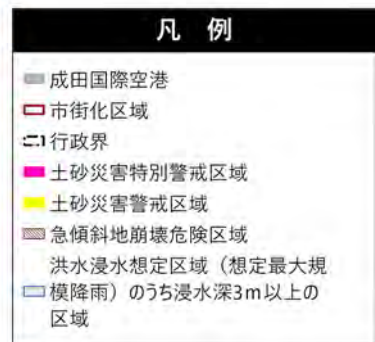 凡 例
成田国際空港
市街化区域
行政界
土砂災害特別警戒区域
土砂災害警戒区域
急傾斜地崩壊危険区域
洪水浸水想定区域（想定最大規
模降雨）のうち浸水深3m以上の
区域